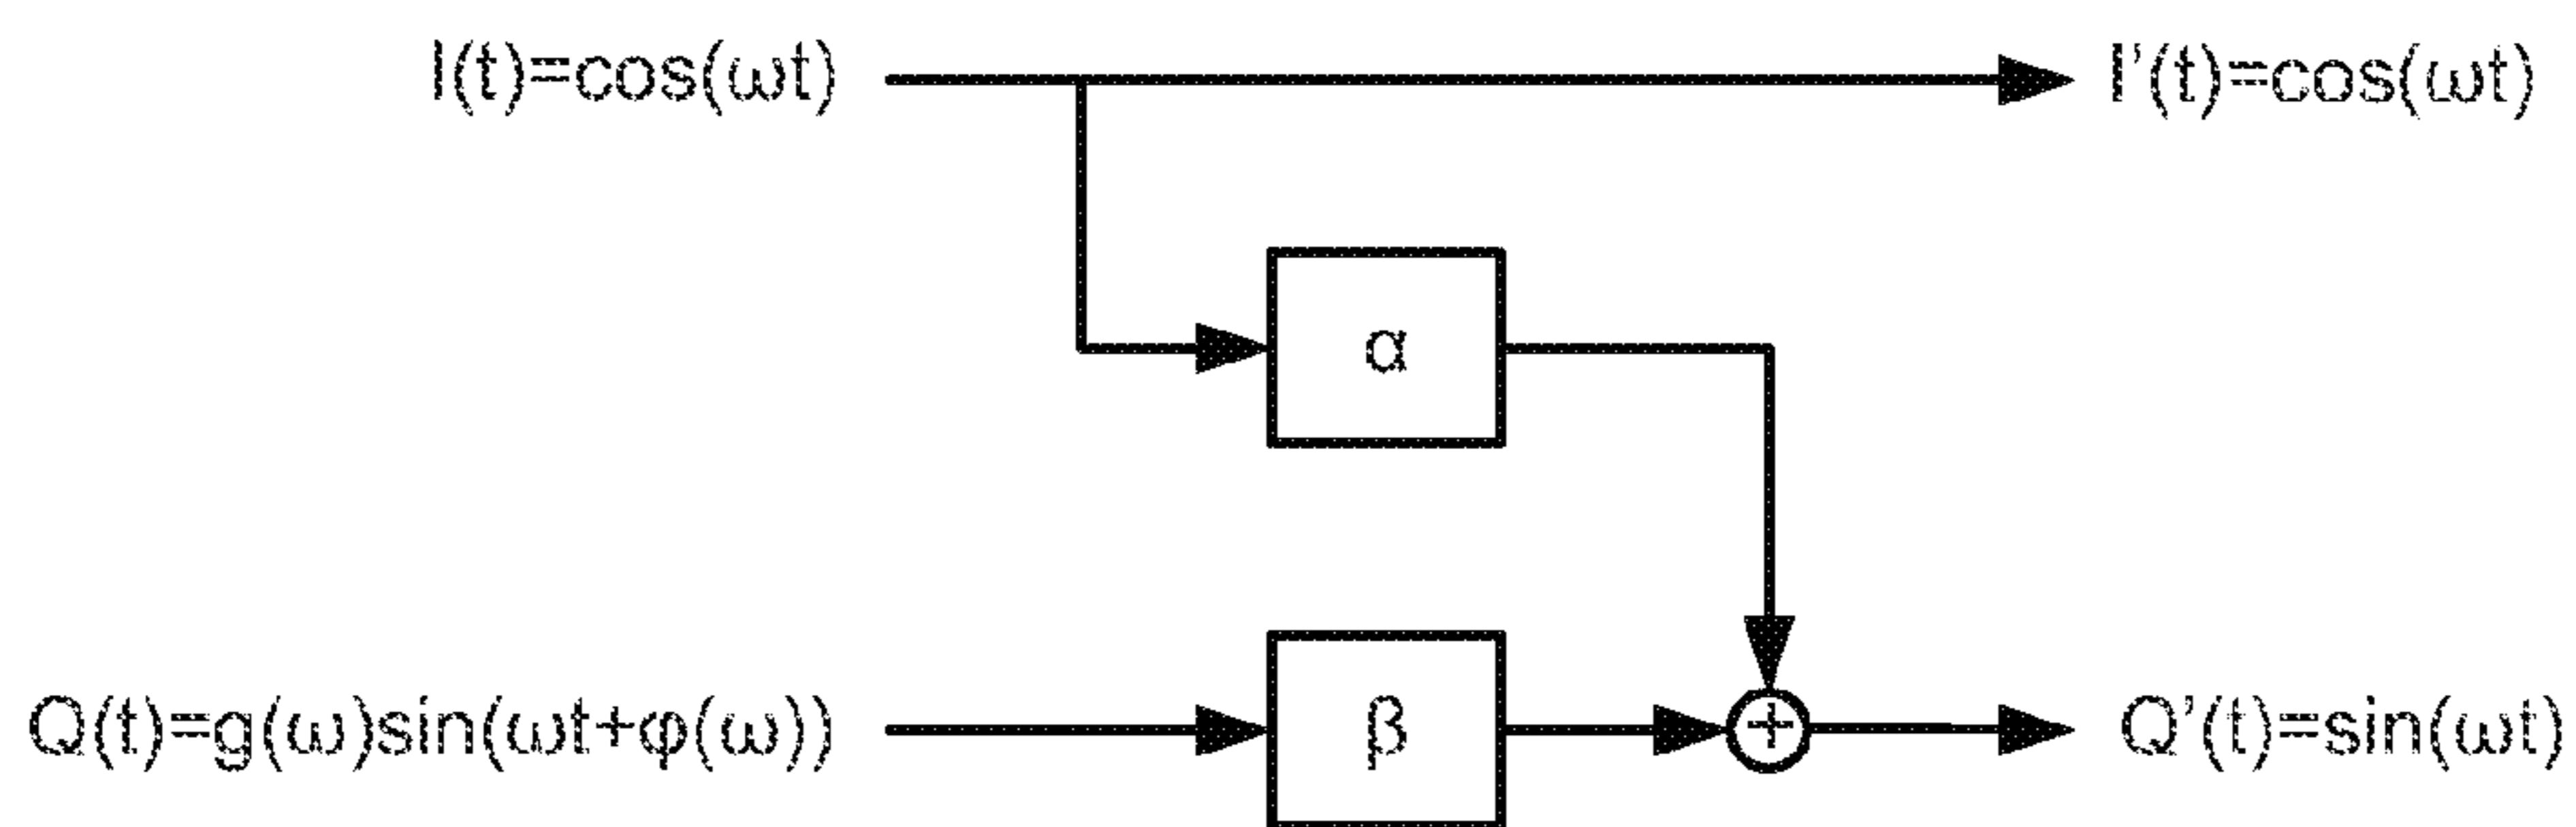 I(t)=cos(ωt)
I'(t)=cos(ωt)
α
Q(t)=g(ω)sin(ωt+φ(ω))
β
+
Q'(t)=sin(ωt)